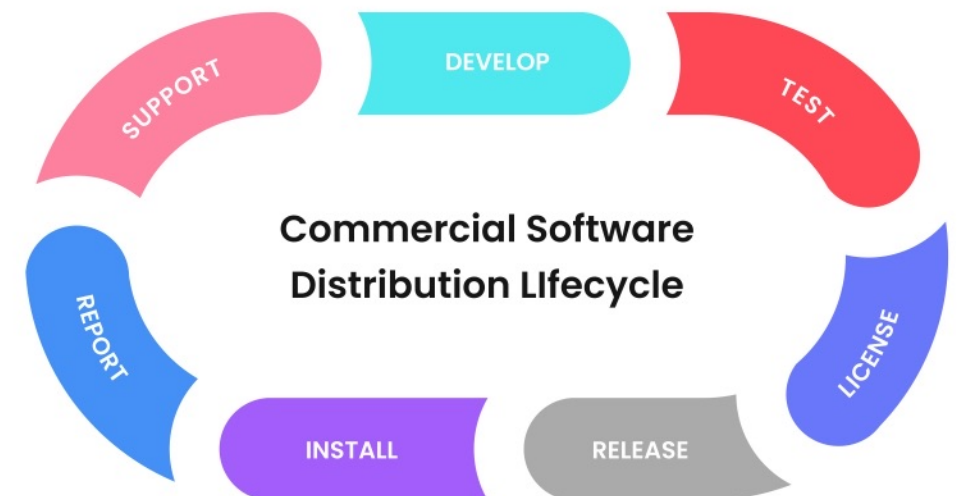 SUPPORT
DEVELOP
TEST
Commercial Software
Distribution LIfecycle
REPORT
LICENSE
INSTALL
RELEASE